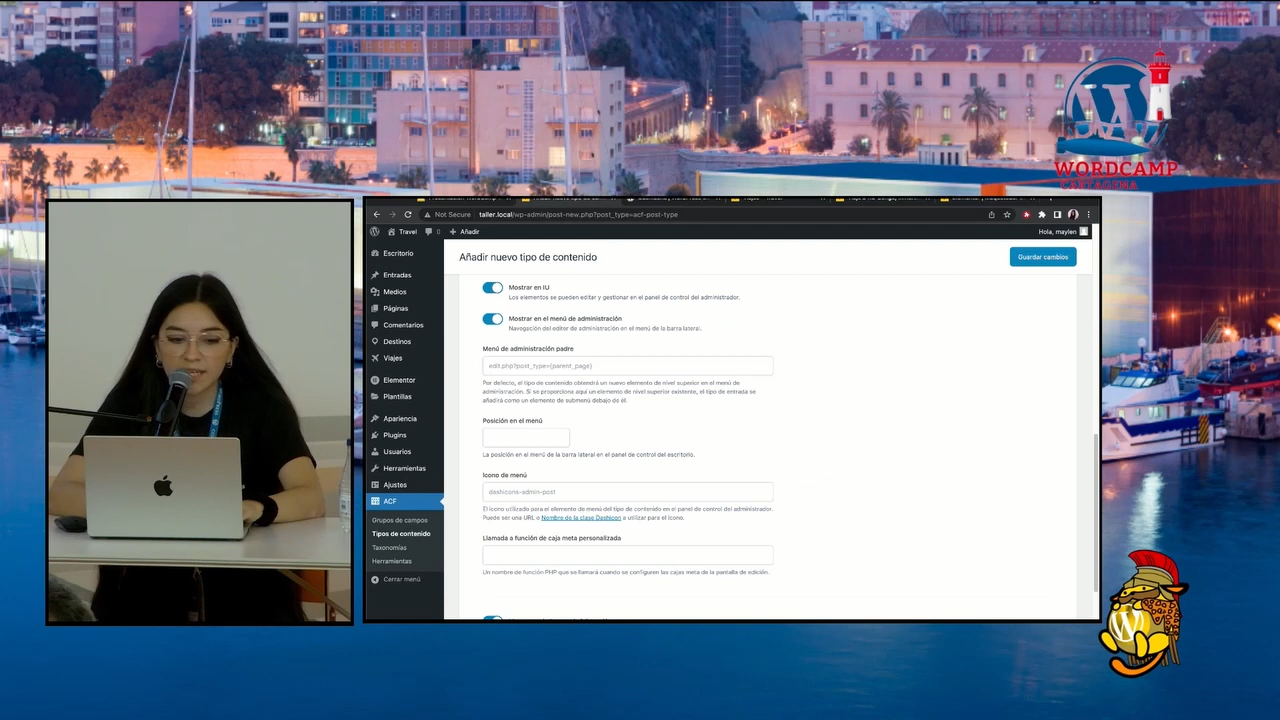 WORDCAMP
CARTAGENA
Not Secure
taller.local/wp-admin/post-new.php?post_type=acf-post-type
Travel
0
Añadir
Hola, maylen
Escritorio
Entradas
Medios
Páginas
Comentarios
Destinos
Viajes
Elementor
Plantillas
Apariencia
Plugins
Usuarios
Herramientas
Ajustes
ACF
Grupos de campos
Tipos de contenido
Taxonomías
Herramientas
Cerrar menú
Añadir nuevo tipo de contenido
Guardar cambios
Mostrar en IU
Los elementos se pueden editar y gestionar en el panel de control del administrador.
Mostrar en el menú de administración
Navegación del editor de administración en el menú de la barra lateral.
Menú de administración padre
edit.php?post_type={parent_page}
Por defecto, el tipo de contenido obtendrá un nuevo elemento de nivel superior en el menú de
administración. Si se proporciona aquí un elemento de nivel superior existente, el tipo de entrada se
añadirá como un elemento de submenú debajo de él.
Posición en el menú
La posición en el menú de la barra lateral en el panel de control del escritorio.
Icono de menú
dashicons-admin-post
El icono utilizado para el elemento de menú del tipo de contenido en el panel de control del administrador.
Puede ser una URL o Nombre de la clase Dashicon a utilizar para el icono.
Llamada a función de caja meta personalizada
Un nombre de función PHP que se llamará cuando se configuren las cajas meta de la pantalla de edición.